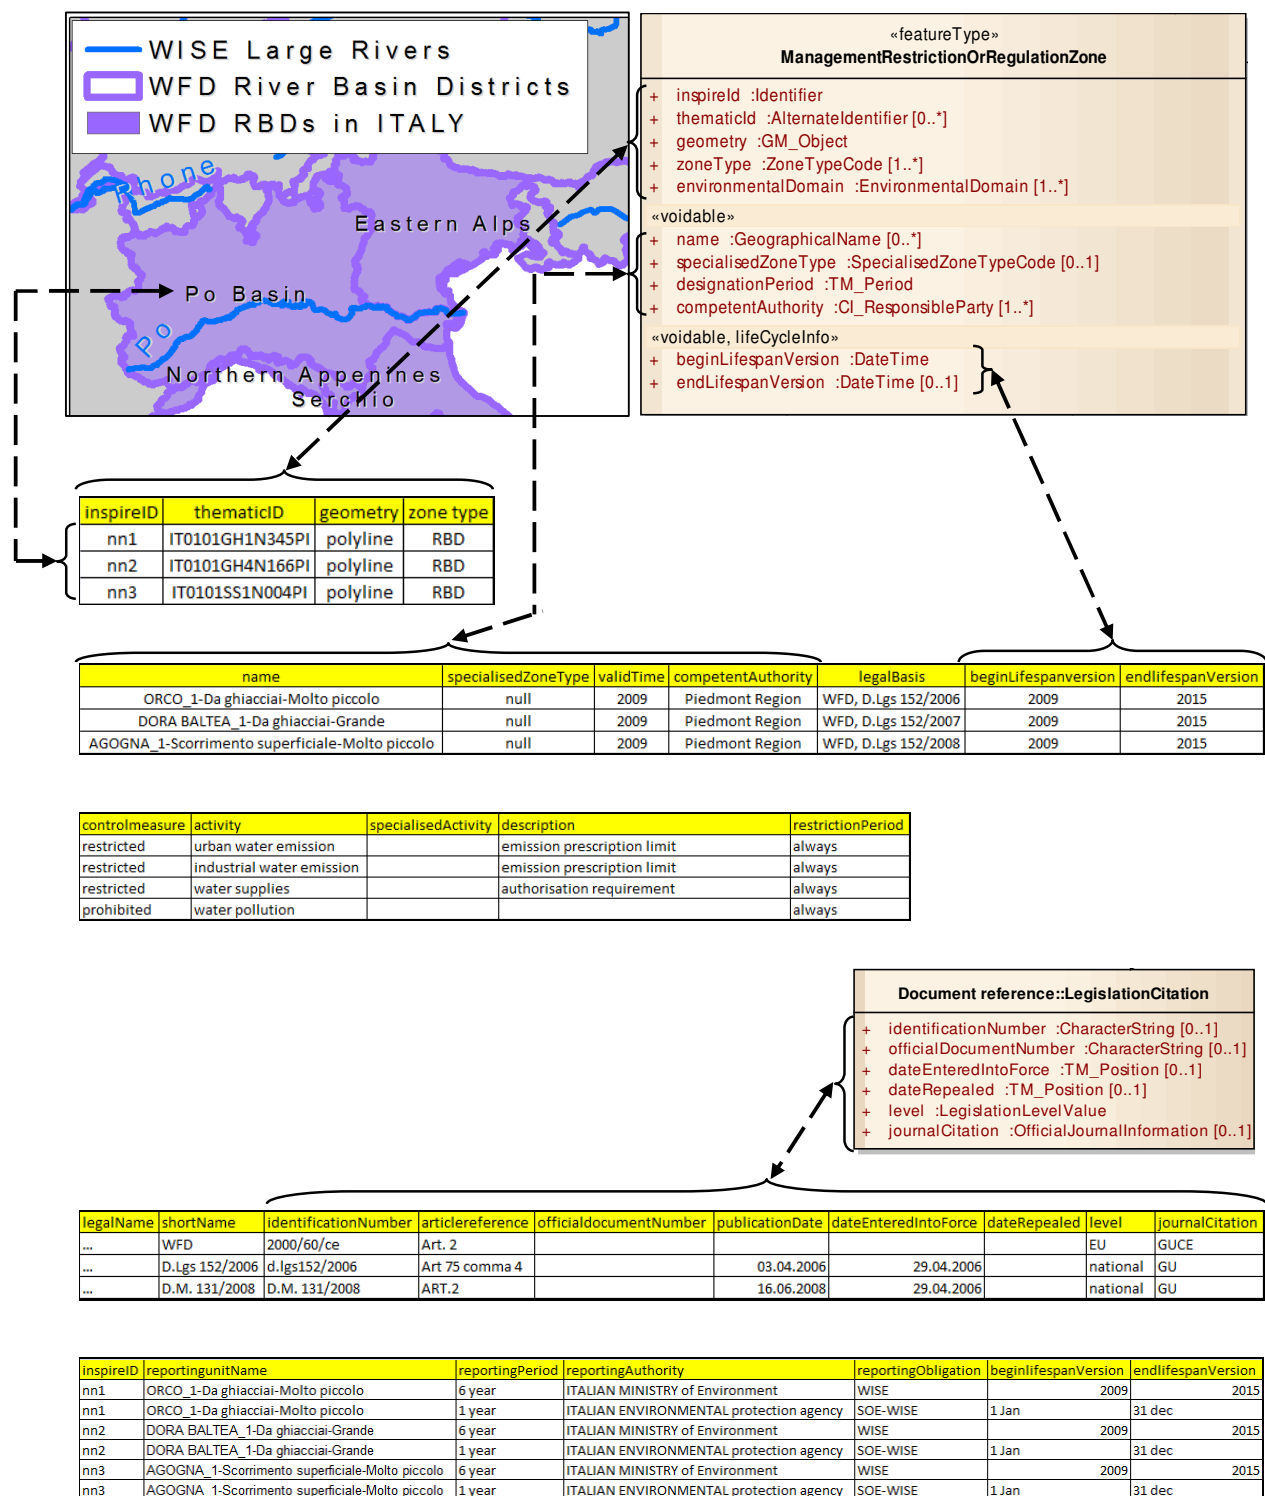 WISE Large Rivers
WFD River Basin Districts
WFD RBDs in ITALY
Rhone
Eastern Alps
Po Basin
Po
Northern Appenines
Serchio
«featureType»
ManagementRestrictionOrRegulationZone
+ inspireId :Identifier
+ thematicId :AlternateIdentifier [0..*]
+ geometry :GM_Object
+ zoneType :ZoneTypeCode [1..*]
+ environmentalDomain :EnvironmentalDomain [1..*]
«voidable»
+ name :GeographicalName [0..*]
+ specialisedZoneType :SpecialisedZoneTypeCode [0..1]
+ designationPeriod :TM_Period
+ competentAuthority :CI_ResponsibleParty [1..*]
«voidable, lifeCycleInfo»
+ beginLifespanVersion :DateTime
+ endLifespanVersion :DateTime [0..1]
inspireID thematicID geometry zone type
nn1 IT0101GH1N345PI polyline RBD
nn2 IT0101GH4N166PI polyline RBD
nn3 IT0101SS1N004PI polyline RBD
name specialisedZoneType validTime competentAuthority legalBasis beginLifespanversion endlifespanVersion
ORCO_1-Da ghiacciai-Molto piccolo null 2009 Piedmont Region WFD, D.Lgs 152/2006 2009 2015
DORA BALTEA_1-Da ghiacciai-Grande null 2009 Piedmont Region WFD, D.Lgs 152/2007 2009 2015
AGOGNA_1-Scorrimento superficiale-Molto piccolo null 2009 Piedmont Region WFD, D.Lgs 152/2008 2009 2015
controlmeasure activity specialisedActivity description restrictionPeriod
restricted urban water emission emission prescription limit always
restricted industrial water emission emission prescription limit always
restricted water supplies authorisation requirement always
prohibited water pollution always
Document reference::LegislationCitation
+ identificationNumber :CharacterString [0..1]
+ officialDocumentNumber :CharacterString [0..1]
+ dateEnteredIntoForce :TM_Position [0..1]
+ dateRepealed :TM_Position [0..1]
+ level :LegislationLevelValue
+ journalCitation :OfficialJournalInformation [0..1]
legalName shortName identificationNumber articlereference officialdocumentNumber publicationDate dateEnteredIntoForce dateRepealed level journalCitation
... WFD 2000/60/ce Art. 2 EU GUCE
... D.Lgs 152/2006 d.lgs152/2006 Art 75 comma 4 03.04.2006 29.04.2006 national GU
... D.M. 131/2008 D.M. 131/2008 ART.2 16.06.2008 29.04.2006 national GU
inspireID reportingunitName reportingPeriod reportingAuthority reportingObligation beginlifespanVersion endlifespanVersion
nn1 ORCO_1-Da ghiacciai-Molto piccolo 6 year ITALIAN MINISTRY of Environment WISE 2009 2015
nn1 ORCO_1-Da ghiacciai-Molto piccolo 1 year ITALIAN ENVIRONMENTAL protection agency SOE-WISE 1 Jan 31 dec
nn2 DORA BALTEA_1-Da ghiacciai-Grande 6 year ITALIAN MINISTRY of Environment WISE 2009 2015
nn2 DORA BALTEA_1-Da ghiacciai-Grande 1 year ITALIAN ENVIRONMENTAL protection agency SOE-WISE 1 Jan 31 dec
nn3 AGOGNA_1-Scorrimento superficiale-Molto piccolo 6 year ITALIAN MINISTRY of Environment WISE 2009 2015
nn3 AGOGNA_1-Scorrimento superficiale-Molto piccolo 1 year ITALIAN ENVIRONMENTAL protection agency SOE-WISE 1 Jan 31 dec